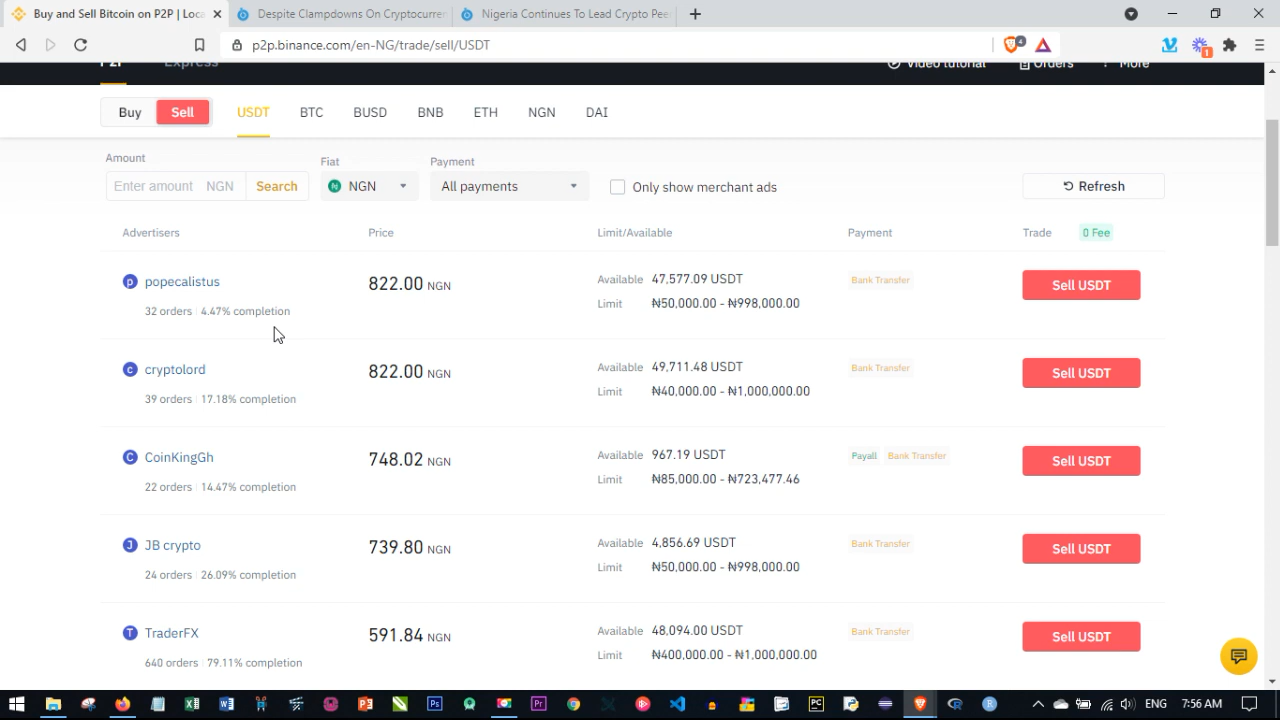 Buy and Sell Bitcoin on P2P | Loca
Despite Clampdowns On Cryptocurren
Nigeria Continues To Lead Crypto Pee
p2p.binance.com/en-NG/trade/sell/USDT
4
1
P2P Express Video tutorial Orders More
Buy Sell USDT BTC BUSD BNB ETH NGN DAI
Amount Fiat Payment
Enter amount NGN Search NGN All payments Only show merchant ads Refresh
Advertisers Price Limit/Available Payment Trade 0 Fee
p popecalistus 822.00 NGN Available 47,577.09 USDT Bank Transfer Sell USDT
32 orders | 4.47% completion Limit ₦50,000.00 - ₦998,000.00
c cryptolord 822.00 NGN Available 49,711.48 USDT Bank Transfer Sell USDT
39 orders | 17.18% completion Limit ₦40,000.00 - ₦1,000,000.00
C CoinKingGh 748.02 NGN Available 967.19 USDT Payall Bank Transfer Sell USDT
22 orders | 14.47% completion Limit ₦85,000.00 - ₦723,477.46
J JB crypto 739.80 NGN Available 4,856.69 USDT Bank Transfer Sell USDT
24 orders | 26.09% completion Limit ₦50,000.00 - ₦998,000.00
T TraderFX 591.84 NGN Available 48,094.00 USDT Bank Transfer Sell USDT
640 orders | 79.11% completion Limit ₦400,000.00 - ₦1,000,000.00
ENG 7:56 AM